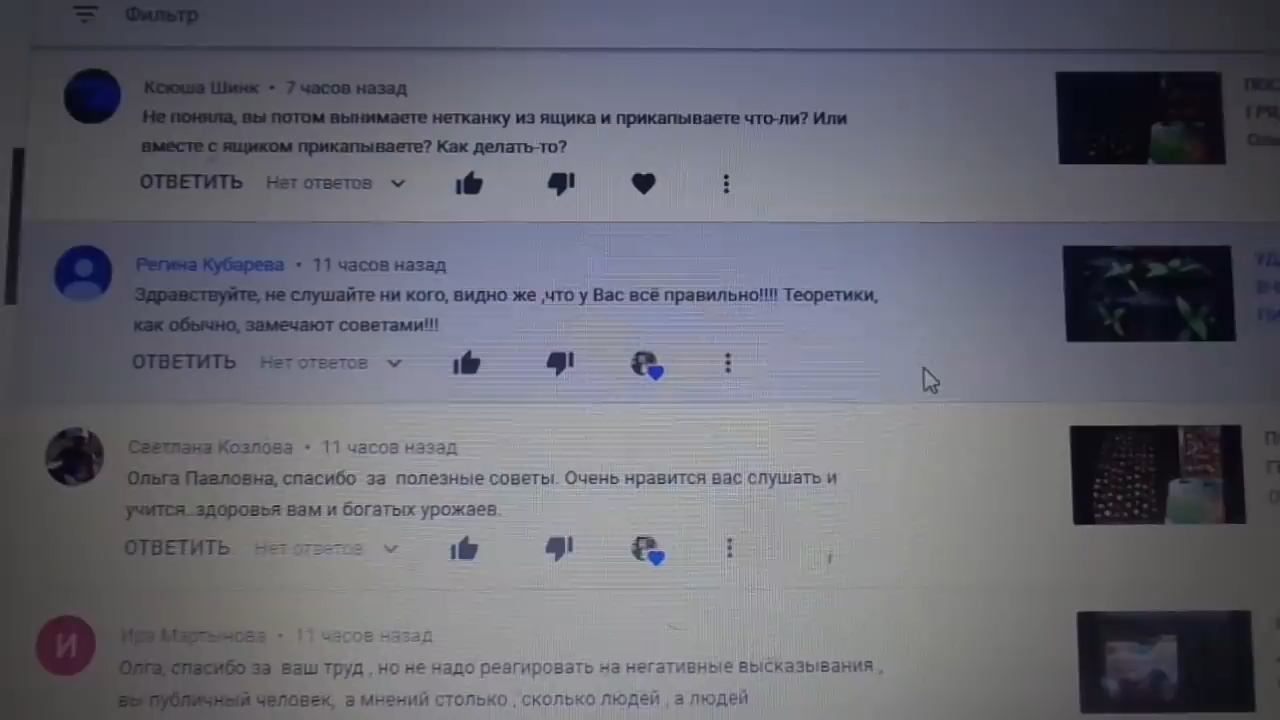 Фильтр
Ксюша Шинк • 7 часов назад
Не поняла, вы потом вынимаете нетканку из ящика и прикапываете что-ли? Или
вместе с ящиком прикапываете? Как делать-то?
ОТВЕТИТЬ Нет ответов
Регина Кубарева • 11 часов назад
Здравствуйте, не слушайте ни кого, видно же ,что у Вас всё правильно!!!! Теоретики,
как обычно, замечают советами!!!
ОТВЕТИТЬ Нет ответов
Светлана Козлова • 11 часов назад
Ольга Павловна, спасибо за полезные советы. Очень нравится вас слушать и
учится. здоровья вам и богатых урожаев.
ОТВЕТИТЬ Нет ответов
И
Ира Мартынова • 11 часов назад
Олга, спасибо за ваш труд , но не надо реагировать на негативные высказывания ,
вы публичный человек, а мнений столько , сколько людей , а людей